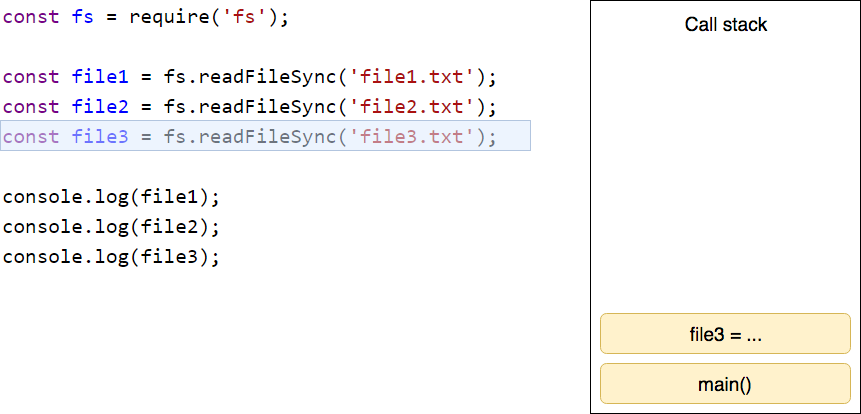 const fs = require('fs');
const file1 = fs.readFileSync('file1.txt');
const file2 = fs.readFileSync('file2.txt');
const file3 = fs.readFileSync('file3.txt');
console.log(file1);
console.log(file2);
console.log(file3);
Call stack
file3 = ...
main()